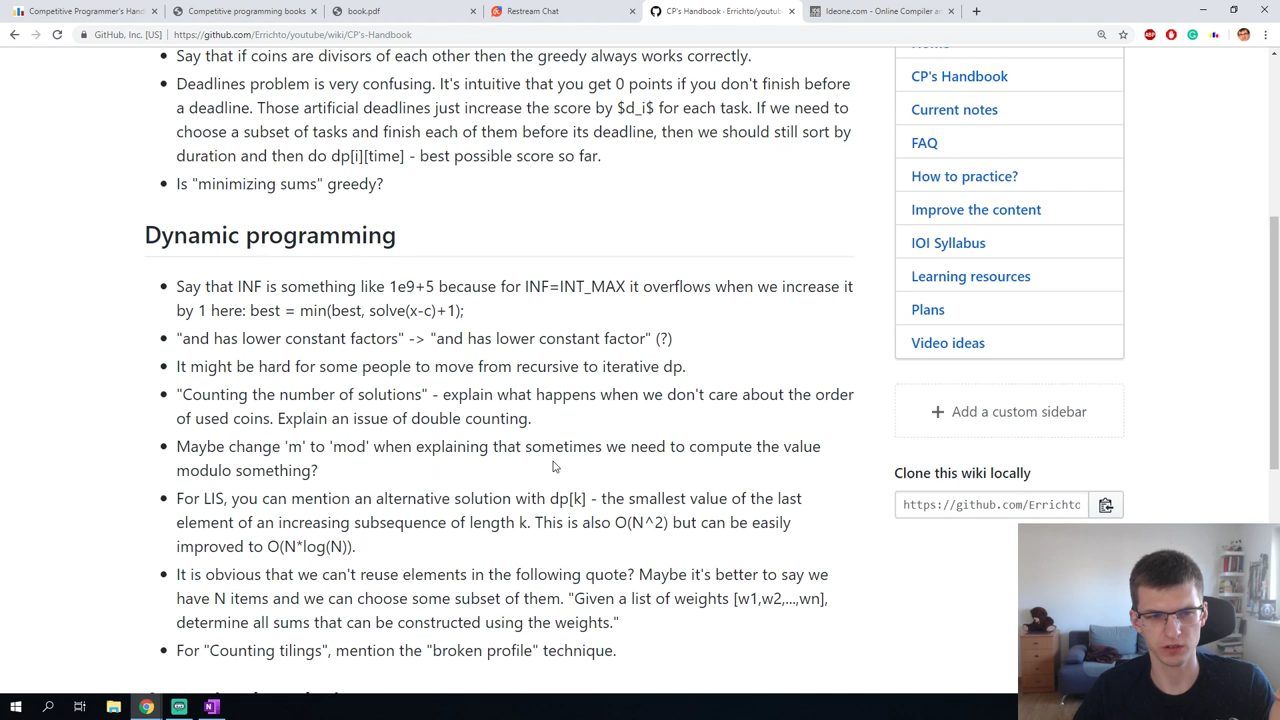 Competitive Programmer's Hand
Competitive programming books
book.pdf
Restream Chat
CP's Handbook · Errichto/youtub
Ideone.com - Online Compiler an
GitHub, Inc. [US]
https://github.com/Errichto/youtube/wiki/CP's-Handbook
Say that if coins are divisors of each other then the greedy always works correctly.
Deadlines problem is very confusing. It's intuitive that you get 0 points if you don't finish before
a deadline. Those artificial deadlines just increase the score by $d_i$ for each task. If we need to
choose a subset of tasks and finish each of them before its deadline, then we should still sort by
duration and then do dp[i][time] - best possible score so far.
Is "minimizing sums" greedy?
Dynamic programming
Say that INF is something like 1e9+5 because for INF=INT_MAX it overflows when we increase it
by 1 here: best = min(best, solve(x-c)+1);
"and has lower constant factors" -> "and has lower constant factor" (?)
It might be hard for some people to move from recursive to iterative dp.
"Counting the number of solutions" - explain what happens when we don't care about the order
of used coins. Explain an issue of double counting.
Maybe change 'm' to 'mod' when explaining that sometimes we need to compute the value
modulo something?
For LIS, you can mention an alternative solution with dp[k] - the smallest value of the last
element of an increasing subsequence of length k. This is also O(N^2) but can be easily
improved to O(N*log(N)).
It is obvious that we can't reuse elements in the following quote? Maybe it's better to say we
have N items and we can choose some subset of them. "Given a list of weights [w1,w2,...,wn],
determine all sums that can be constructed using the weights."
For "Counting tilings", mention the "broken profile" technique.
Home
CP's Handbook
Current notes
FAQ
How to practice?
Improve the content
IOI Syllabus
Learning resources
Plans
Video ideas
Add a custom sidebar
Clone this wiki locally
https://github.com/Errichto